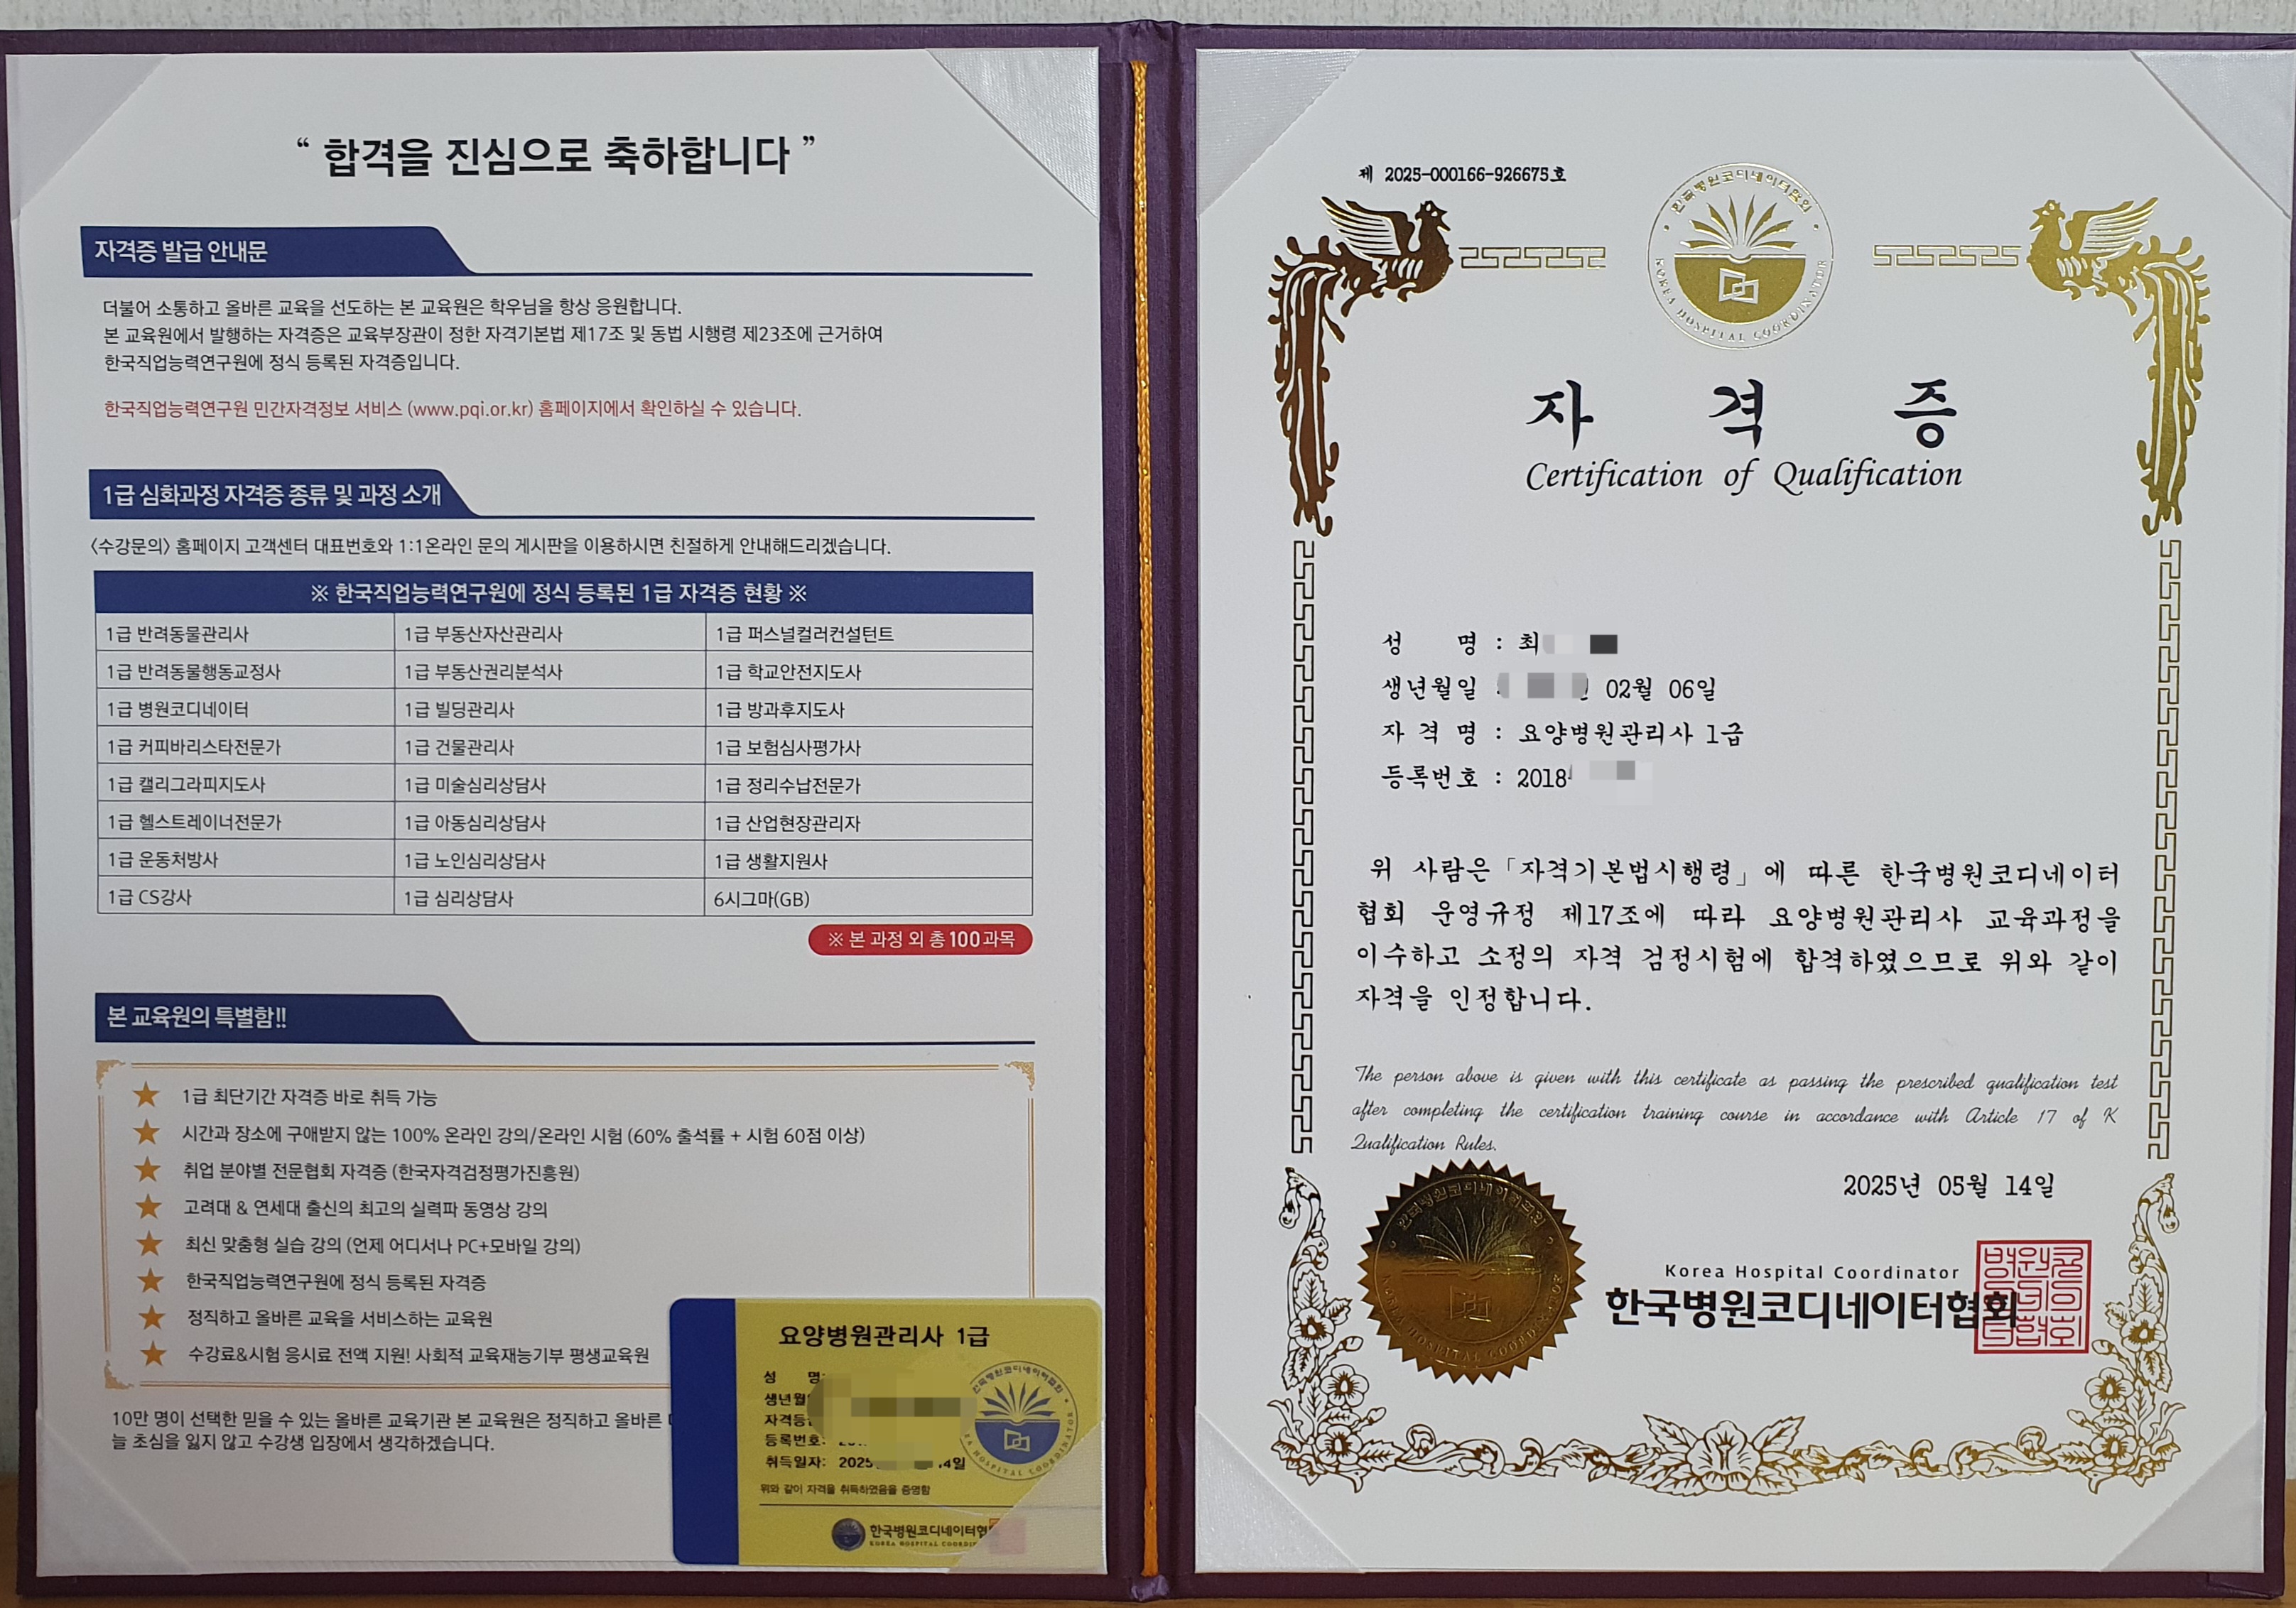 “ 합격을 진심으로 축하합니다 ”
자격증 발급 안내문
더불어 소통하고 올바른 교육을 선도하는 본 교육원은 학우님을 항상 응원합니다.
본 교육원에서 발행하는 자격증은 교육부장관이 정한 자격기본법 제17조 및 동법 시행령 제23조에 근거하여
한국직업능력연구원에 정식 등록된 자격증입니다.
한국직업능력연구원 민간자격정보 서비스 (www.pqi.or.kr) 홈페이지에서 확인하실 수 있습니다.
1급 심화과정 자격증 종류 및 과정 소개
<수강문의> 홈페이지 고객센터 대표번호와 1:1온라인 문의 게시판을 이용하시면 친절하게 안내해드리겠습니다.
※ 한국직업능력연구원에 정식 등록된 1급 자격증 현황 ※
1급 반려동물관리사 1급 부동산자산관리사 1급 퍼스널컬러컨설턴트
1급 반려동물행동교정사 1급 부동산권리분석사 1급 학교안전지도사
1급 병원코디네이터 1급 빌딩관리사 1급 방과후지도사
1급 커피바리스타전문가 1급 건물관리사 1급 보험심사평가사
1급 캘리그라피지도사 1급 미술심리상담사 1급 정리수납전문가
1급 헬스트레이너전문가 1급 아동심리상담사 1급 산업현장관리자
1급 운동처방사 1급 노인심리상담사 1급 생활지원사
1급 CS강사 1급 심리상담사 6시그마(GB)
※ 본 과정 외 총 100과목
본 교육원의 특별함!!
★ 1급 최단기간 자격증 바로 취득 가능
★ 시간과 장소에 구애받지 않는 100% 온라인 강의/온라인 시험 (60% 출석률 + 시험 60점 이상)
★ 취업 분야별 전문협회 자격증 (한국자격검정평가진흥원)
★ 고려대 & 연세대 출신의 최고의 실력파 동영상 강의
★ 최신 맞춤형 실습 강의 (언제 어디서나 PC+모바일 강의)
★ 한국직업능력연구원에 정식 등록된 자격증
★ 정직하고 올바른 교육을 서비스하는 교육원
★ 수강료&시험 응시료 전액 지원! 사회적 교육재능기부 평생교육원
10만 명이 선택한 믿을 수 있는 올바른 교육기관 본 교육원은 정직하고 올바른
늘 초심을 잃지 않고 수강생 입장에서 생각하겠습니다.
요양병원관리사 1급
성 명:
생년월
자격등
등록번호:
취득일자: 2025 14일
위와 같이 자격을 취득하였음을 증명함
한국병원코디네이터협
KOREA HOSPITAL COORDI
제 2025-000166-926675호
한국병원코디네이터협회
KOREA HOSPITAL COORDINATOR
자 격 증
Certification of Qualification
성 명 : 최
생년월일 02월 06일
자 격 명 : 요양병원관리사 1급
등록번호 : 2018
위 사람은 「자격기본법시행령」에 따른 한국병원코디네이터
협회 운영규정 제17조에 따라 요양병원관리사 교육과정을
이수하고 소정의 자격 검정시험에 합격하였으므로 위와 같이
자격을 인정합니다.
The person above is given with this certificate as passing the prescribed qualification test
after completing the certification training course in accordance with Article 17 of K
Qualification Rules.
2025년 05월 14일
Korea Hospital Coordinator
한국병원코디네이터협회